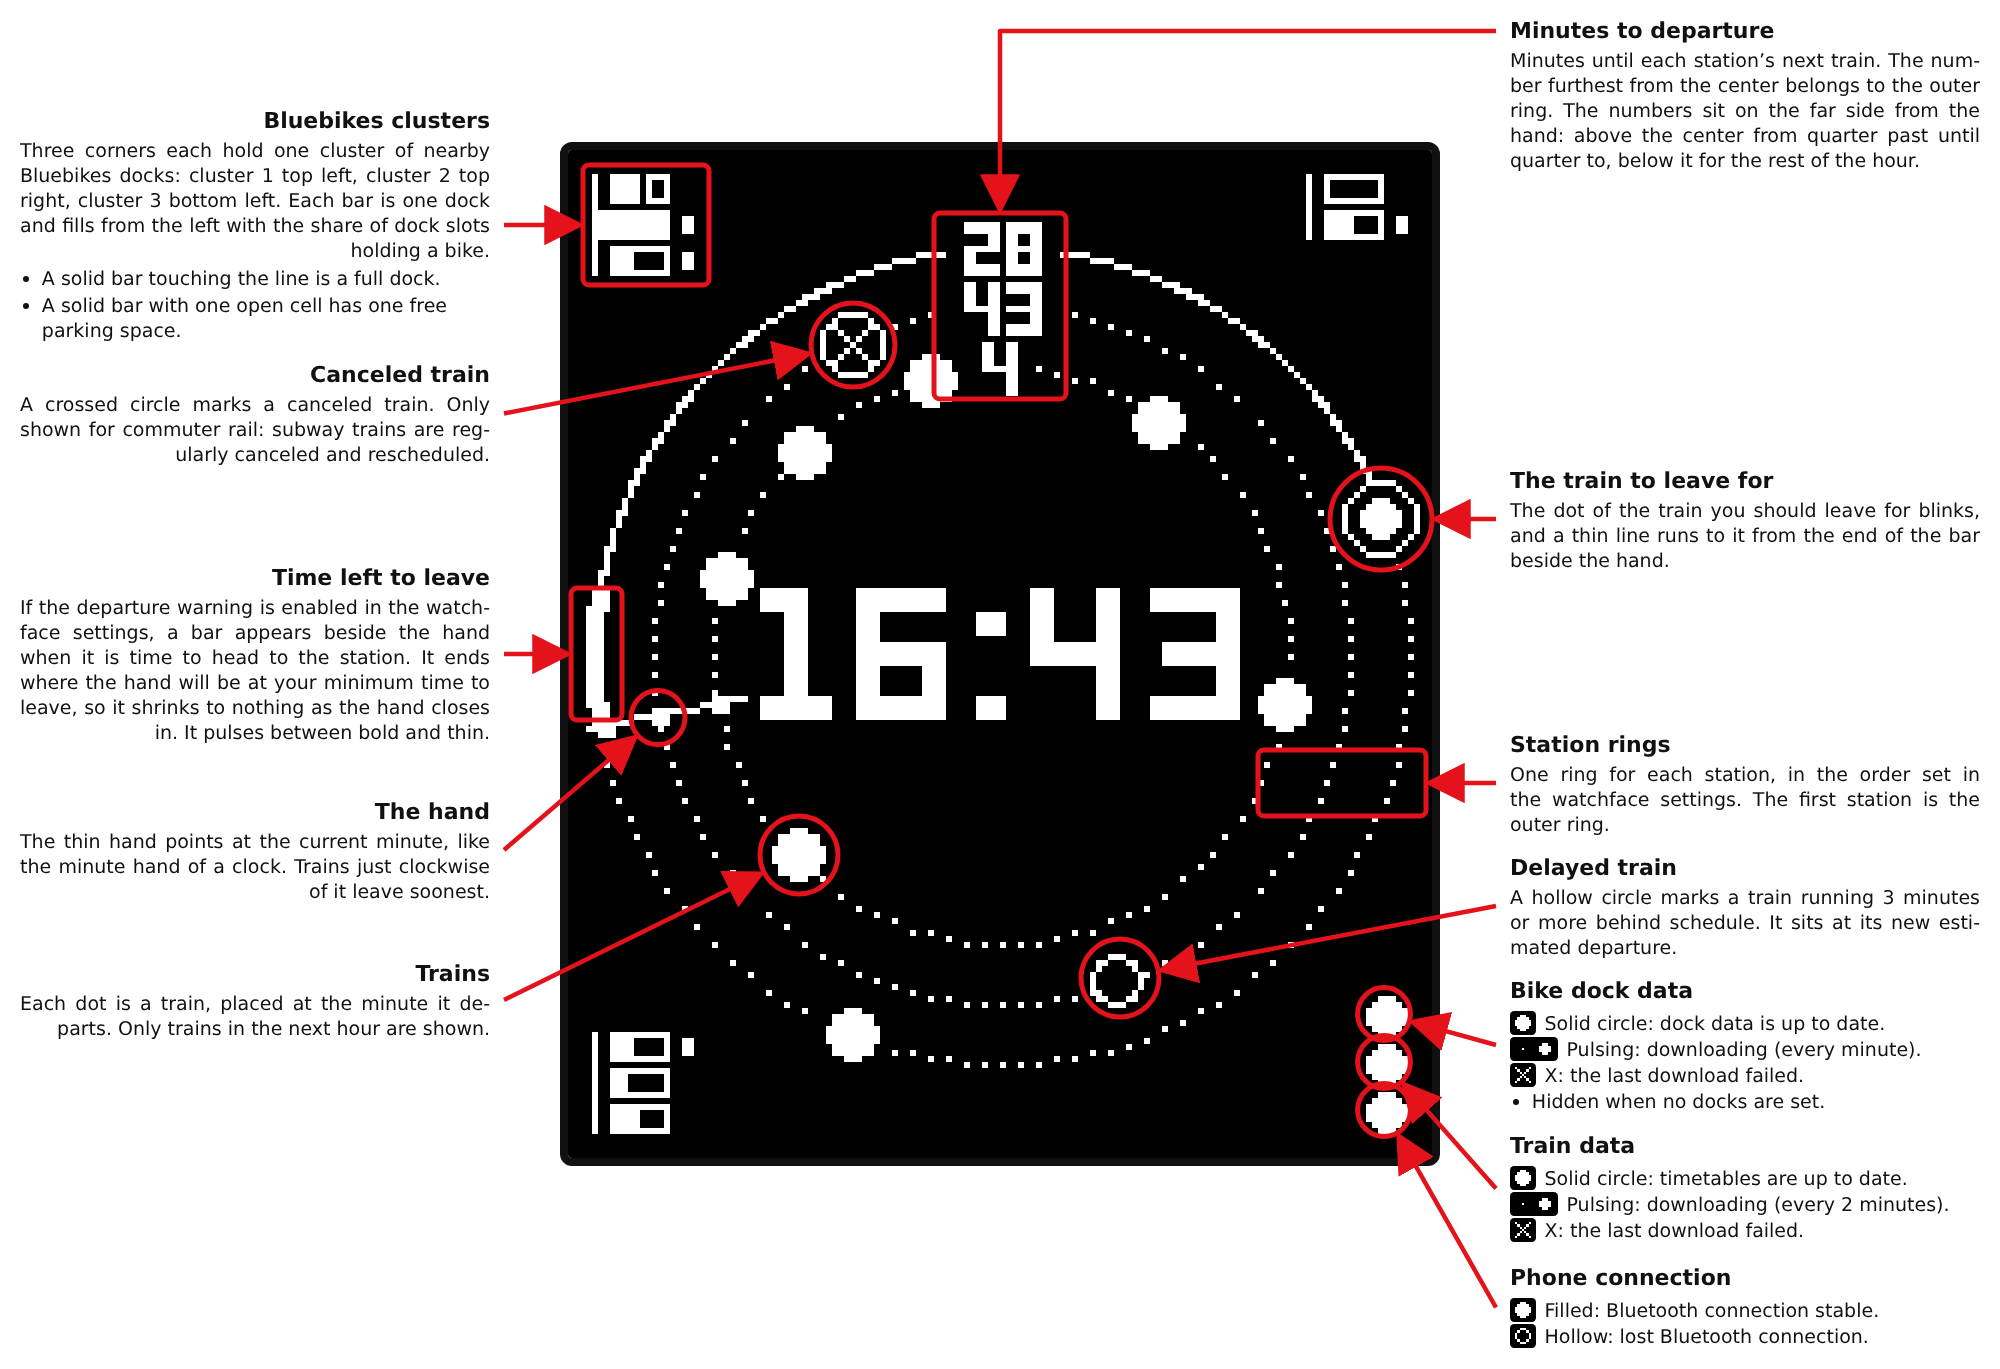 Minutes to departure
Minutes until each station’s next train. The num-
ber furthest from the center belongs to the outer
ring. The numbers sit on the far side from the
hand: above the center from quarter past until
quarter to, below it for the rest of the hour.
Bluebikes clusters
Three corners each hold one cluster of nearby
Bluebikes docks: cluster 1 top left, cluster 2 top
right, cluster 3 bottom left. Each bar is one dock
and fills from the left with the share of dock slots
holding a bike.
• A solid bar touching the line is a full dock.
• A solid bar with one open cell has one free
parking space.
Canceled train
A crossed circle marks a canceled train. Only
shown for commuter rail: subway trains are reg-
ularly canceled and rescheduled.
Time left to leave
If the departure warning is enabled in the watch-
face settings, a bar appears beside the hand
when it is time to head to the station. It ends
where the hand will be at your minimum time to
leave, so it shrinks to nothing as the hand closes
in. It pulses between bold and thin.
The hand
The thin hand points at the current minute, like
the minute hand of a clock. Trains just clockwise
of it leave soonest.
Trains
Each dot is a train, placed at the minute it de-
parts. Only trains in the next hour are shown.
28
43
4
16:43
The train to leave for
The dot of the train you should leave for blinks,
and a thin line runs to it from the end of the bar
beside the hand.
Station rings
One ring for each station, in the order set in
the watchface settings. The first station is the
outer ring.
Delayed train
A hollow circle marks a train running 3 minutes
or more behind schedule. It sits at its new esti-
mated departure.
Bike dock data
Solid circle: dock data is up to date.
Pulsing: downloading (every minute).
X: the last download failed.
• Hidden when no docks are set.
Train data
Solid circle: timetables are up to date.
Pulsing: downloading (every 2 minutes).
X: the last download failed.
Phone connection
Filled: Bluetooth connection stable.
Hollow: lost Bluetooth connection.